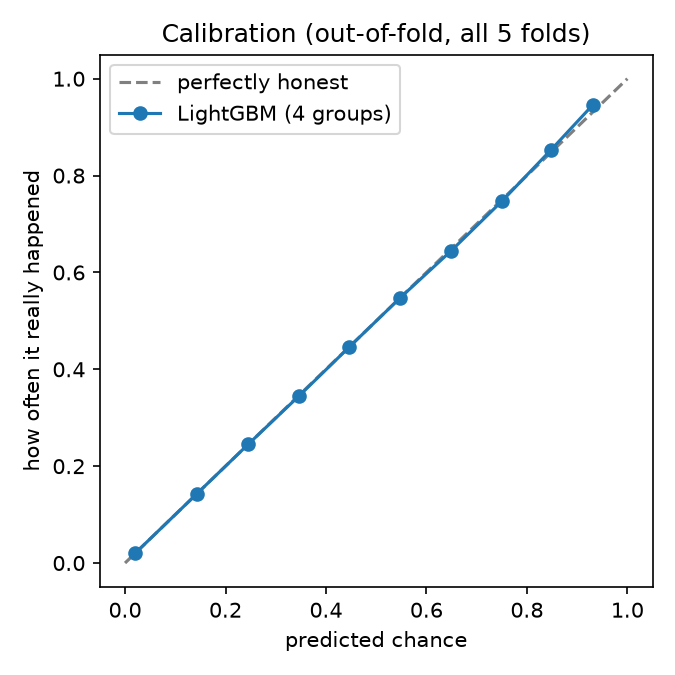 Calibration (out-of-fold, all 5 folds)
perfectly honest
LightGBM (4 groups)
how often it really happened
1.0
0.8
0.6
0.4
0.2
0.0
0.0 0.2 0.4 0.6 0.8 1.0
predicted chance